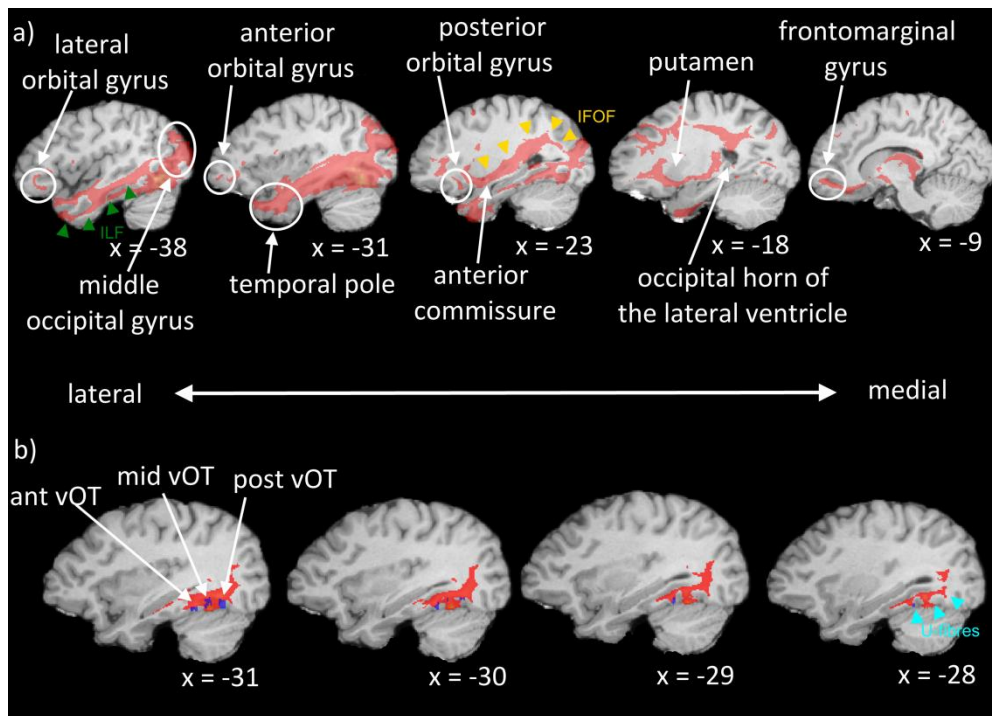 a)
lateral
orbital gyrus
anterior
orbital gyrus
posterior
orbital gyrus
putamen
frontomarginal
gyrus
IFOF
ILF
x = -38
x = -31
x = -23
x = -18
x = -9
middle
occipital gyrus
temporal pole
anterior
commissure
occipital horn of
the lateral ventricle
lateral
medial
b)
ant vOT
mid vOT
post vOT
U-fibres
x = -31
x = -30
x = -29
x = -28